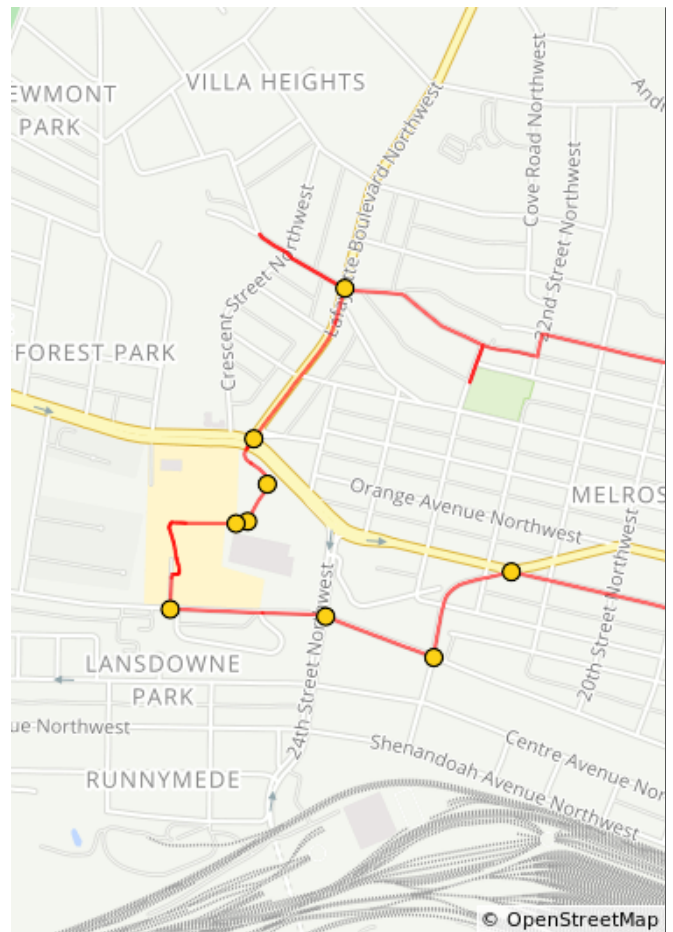 VILLA HEIGHTS
EWMONT
PARK
Lafayette Boulevard Northwest
Cove Road Northwest
22nd Street Northwest
Crescent Street Northwest
FOREST PARK
Orange Avenue Northwest
MELROS
20th Street Northwest
24th Street Northwest
LANSDOWNE
PARK
ue Northwest
RUNNYMEDE
Shenandoah Avenue Northwest
Centre Avenue Nor
© OpenStreetMap